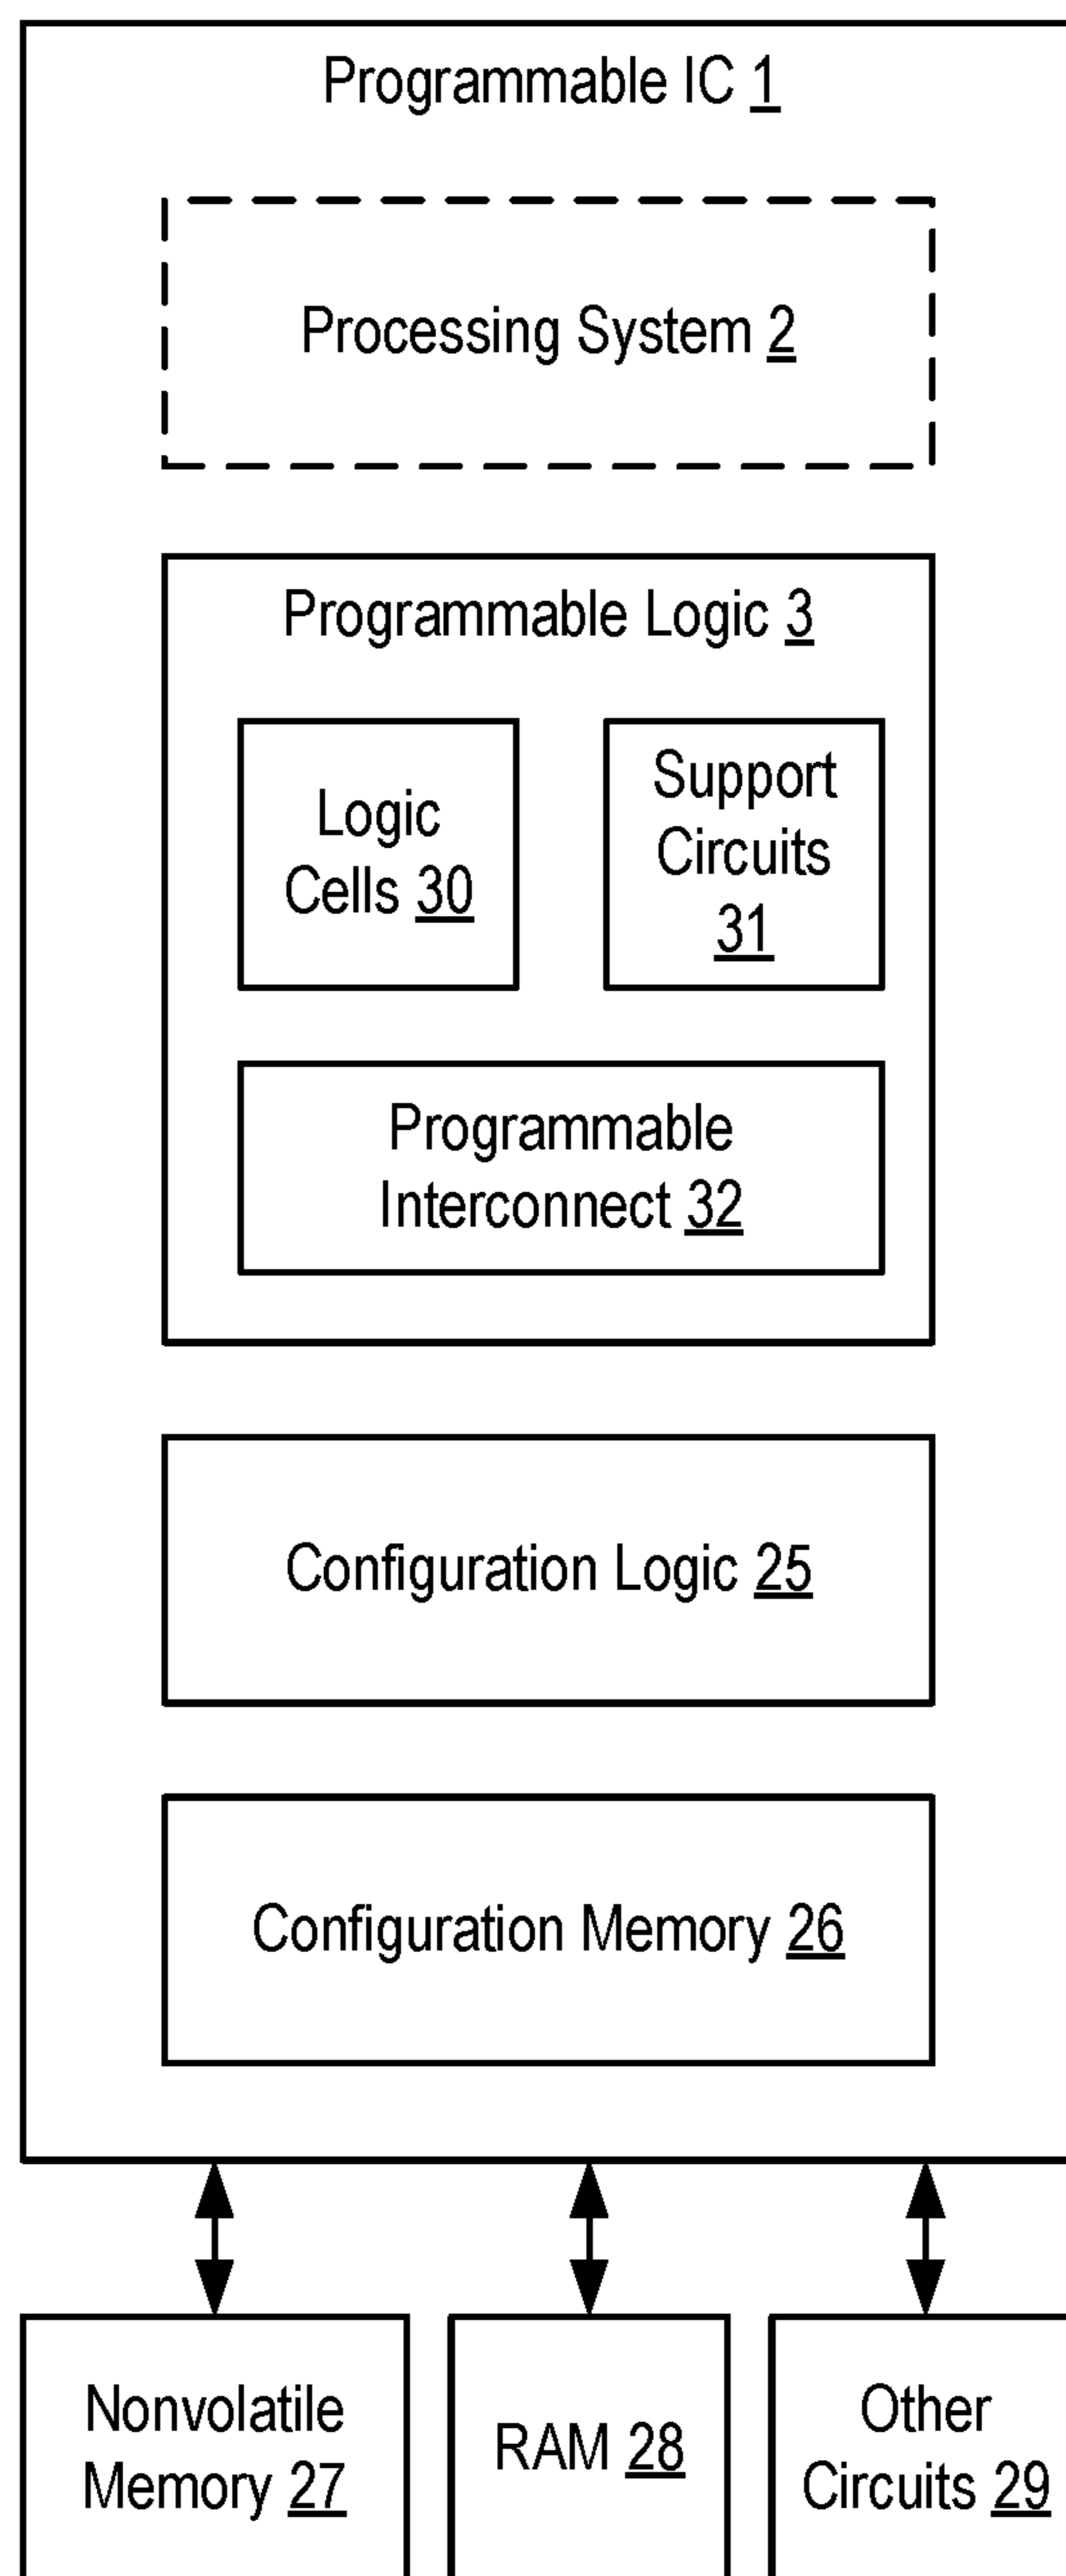 Programmable IC 1
Processing System 2
Programmable Logic 3
Logic
Cells 30
Support
Circuits
31
Programmable
Interconnect 32
Configuration Logic 25
Configuration Memory 26
Nonvolatile
Memory 27
RAM 28
Other
Circuits 29